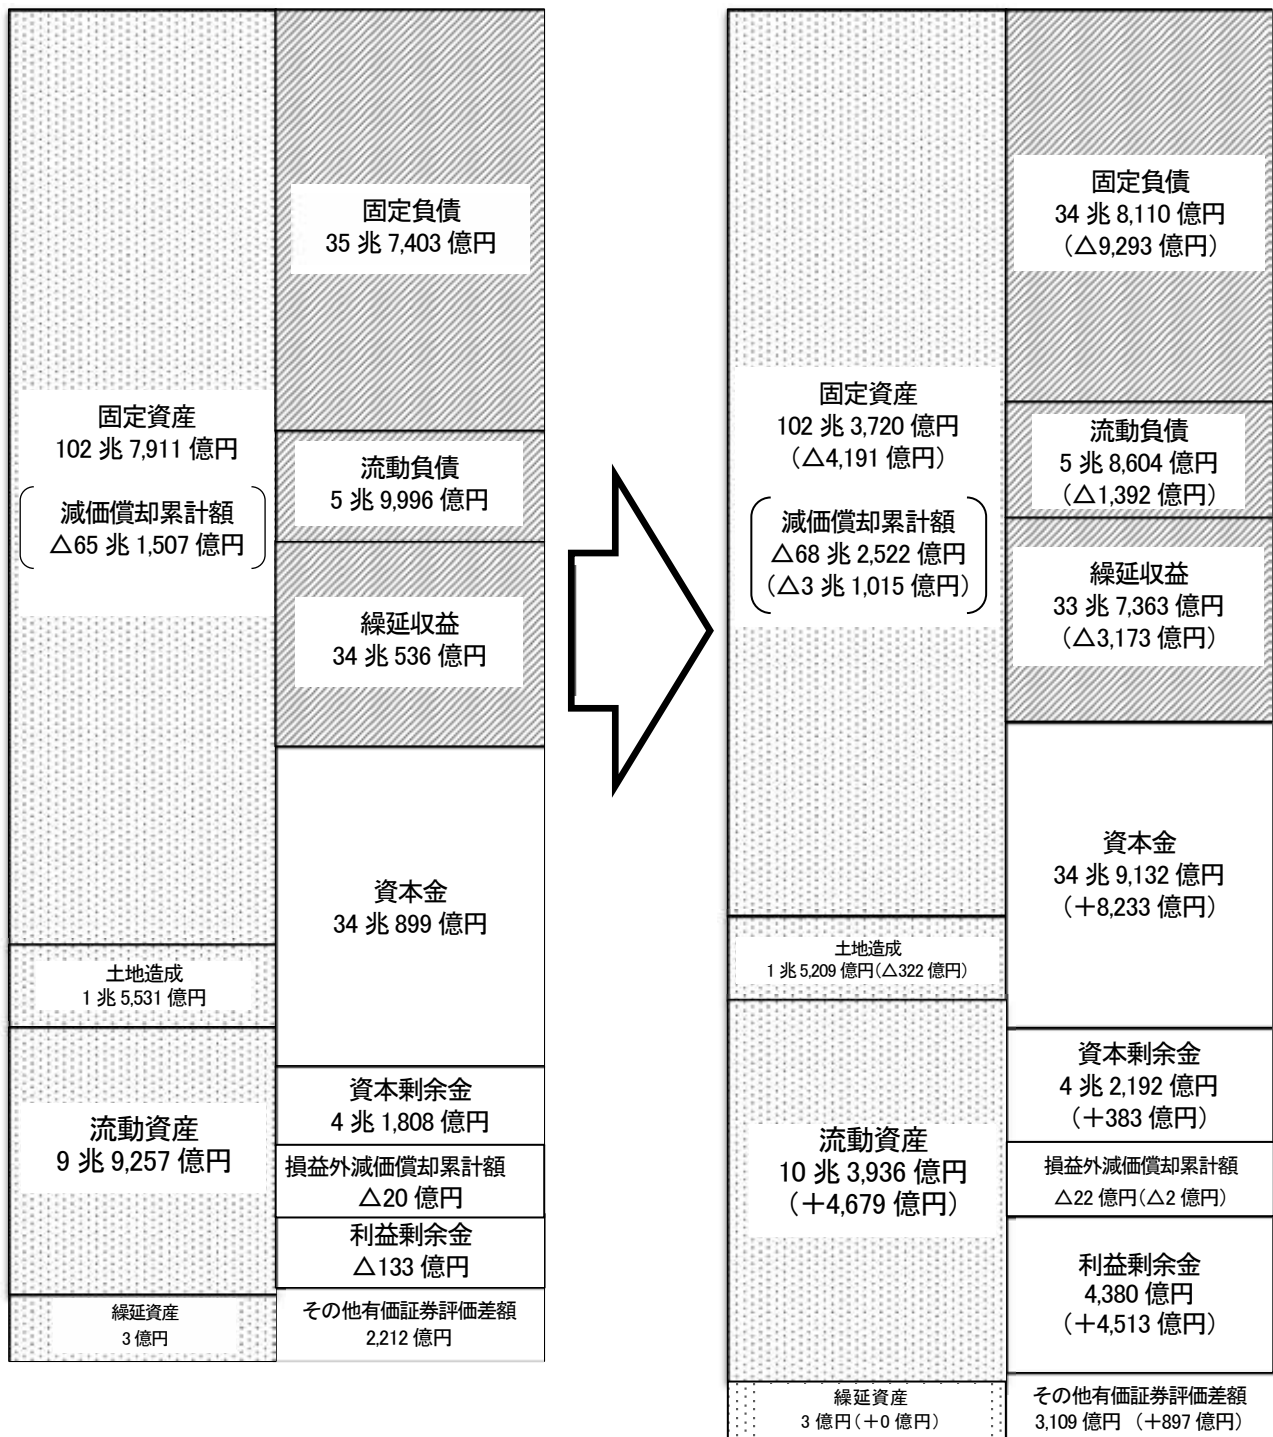 固定資産
102 兆 7,911 億円
減価償却累計額
△65 兆 1,507 億円
土地造成
1 兆 5,531 億円
流動資産
9 兆 9,257 億円
繰延資産
3 億円
固定負債
35 兆 7,403 億円
流動負債
5 兆 9,996 億円
繰延収益
34 兆 536 億円
資本金
34 兆 899 億円
資本剰余金
4 兆 1,808 億円
損益外減価償却累計額
△20 億円
利益剰余金
△133 億円
その他有価証券評価差額
2,212 億円
固定資産
102 兆 3,720 億円
(△4,191 億円)
減価償却累計額
△68 兆 2,522 億円
(△3 兆 1,015 億円)
土地造成
1 兆 5,209 億円(△322 億円)
流動資産
10 兆 3,936 億円
(+4,679 億円)
繰延資産
3 億円(+0 億円)
固定負債
34 兆 8,110 億円
(△9,293 億円)
流動負債
5 兆 8,604 億円
(△1,392 億円)
繰延収益
33 兆 7,363 億円
(△3,173 億円)
資本金
34 兆 9,132 億円
(+8,233 億円)
資本剰余金
4 兆 2,192 億円
(+383 億円)
損益外減価償却累計額
△22 億円(△2 億円)
利益剰余金
4,380 億円
(+4,513 億円)
その他有価証券評価差額
3,109 億円 (+897 億円)